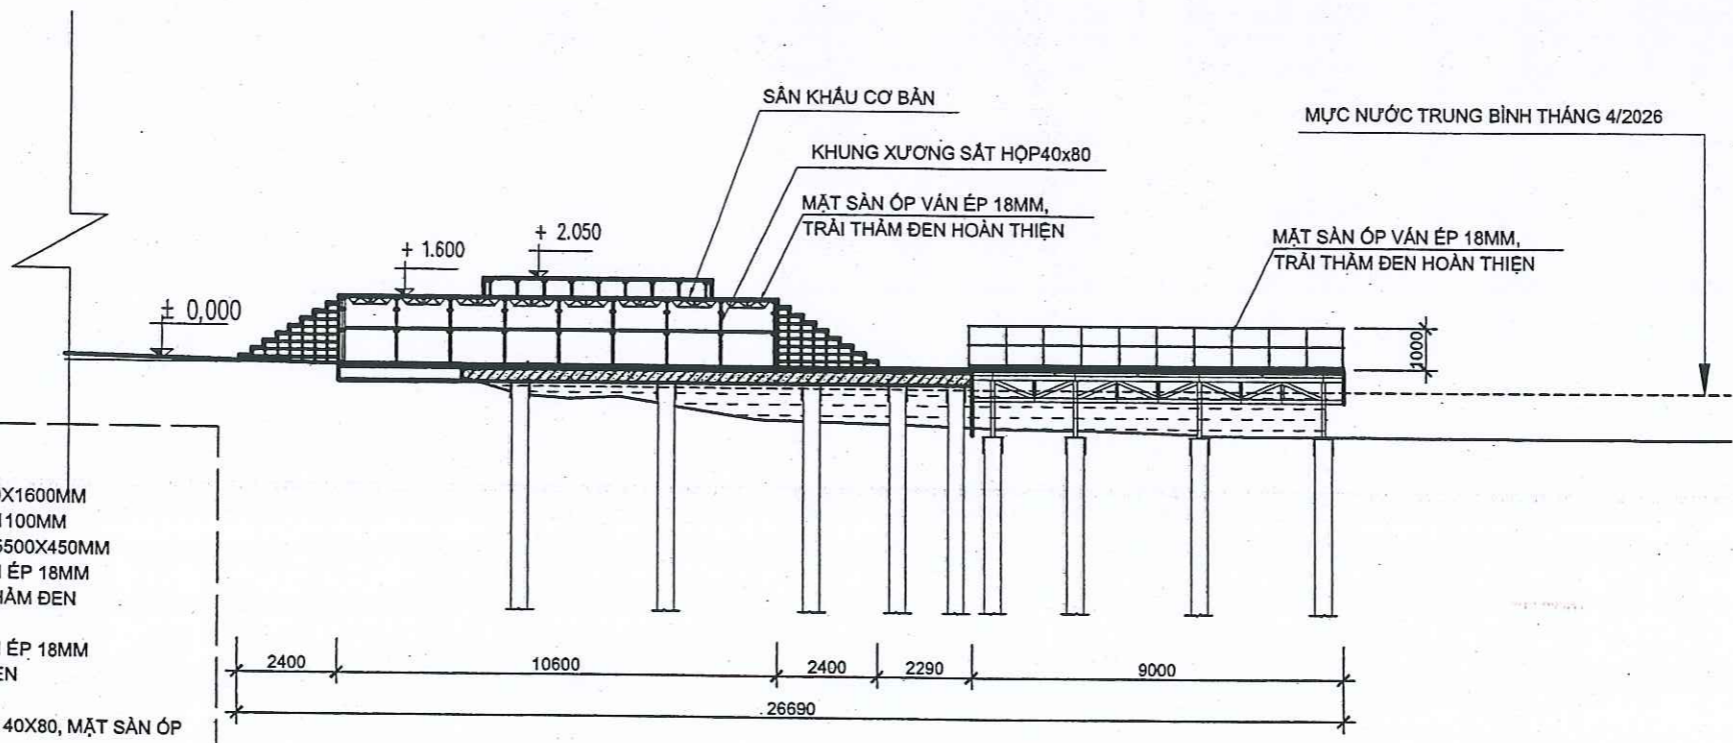 SÂN KHẤU CƠ BẢN
MỰC NƯỚC TRUNG BÌNH THÁNG 4/2026
KHUNG XƯƠNG SẮT HỘP40x80
MẶT SÀN ỐP VÁN ÉP 18MM,
TRẢI THẢM ĐEN HOÀN THIỆN
MẶT SÀN ỐP VÁN ÉP 18MM,
TRẢI THẢM ĐEN HOÀN THIỆN
+ 2.050
+ 1.600
± 0,000
1000
X1600MM
1100MM
5500X450MM
ÉP 18MM
ĐEN
ÉP 18MM
40X80, MẶT SÀN ỐP
2400
10600
2400
2290
9000
26690